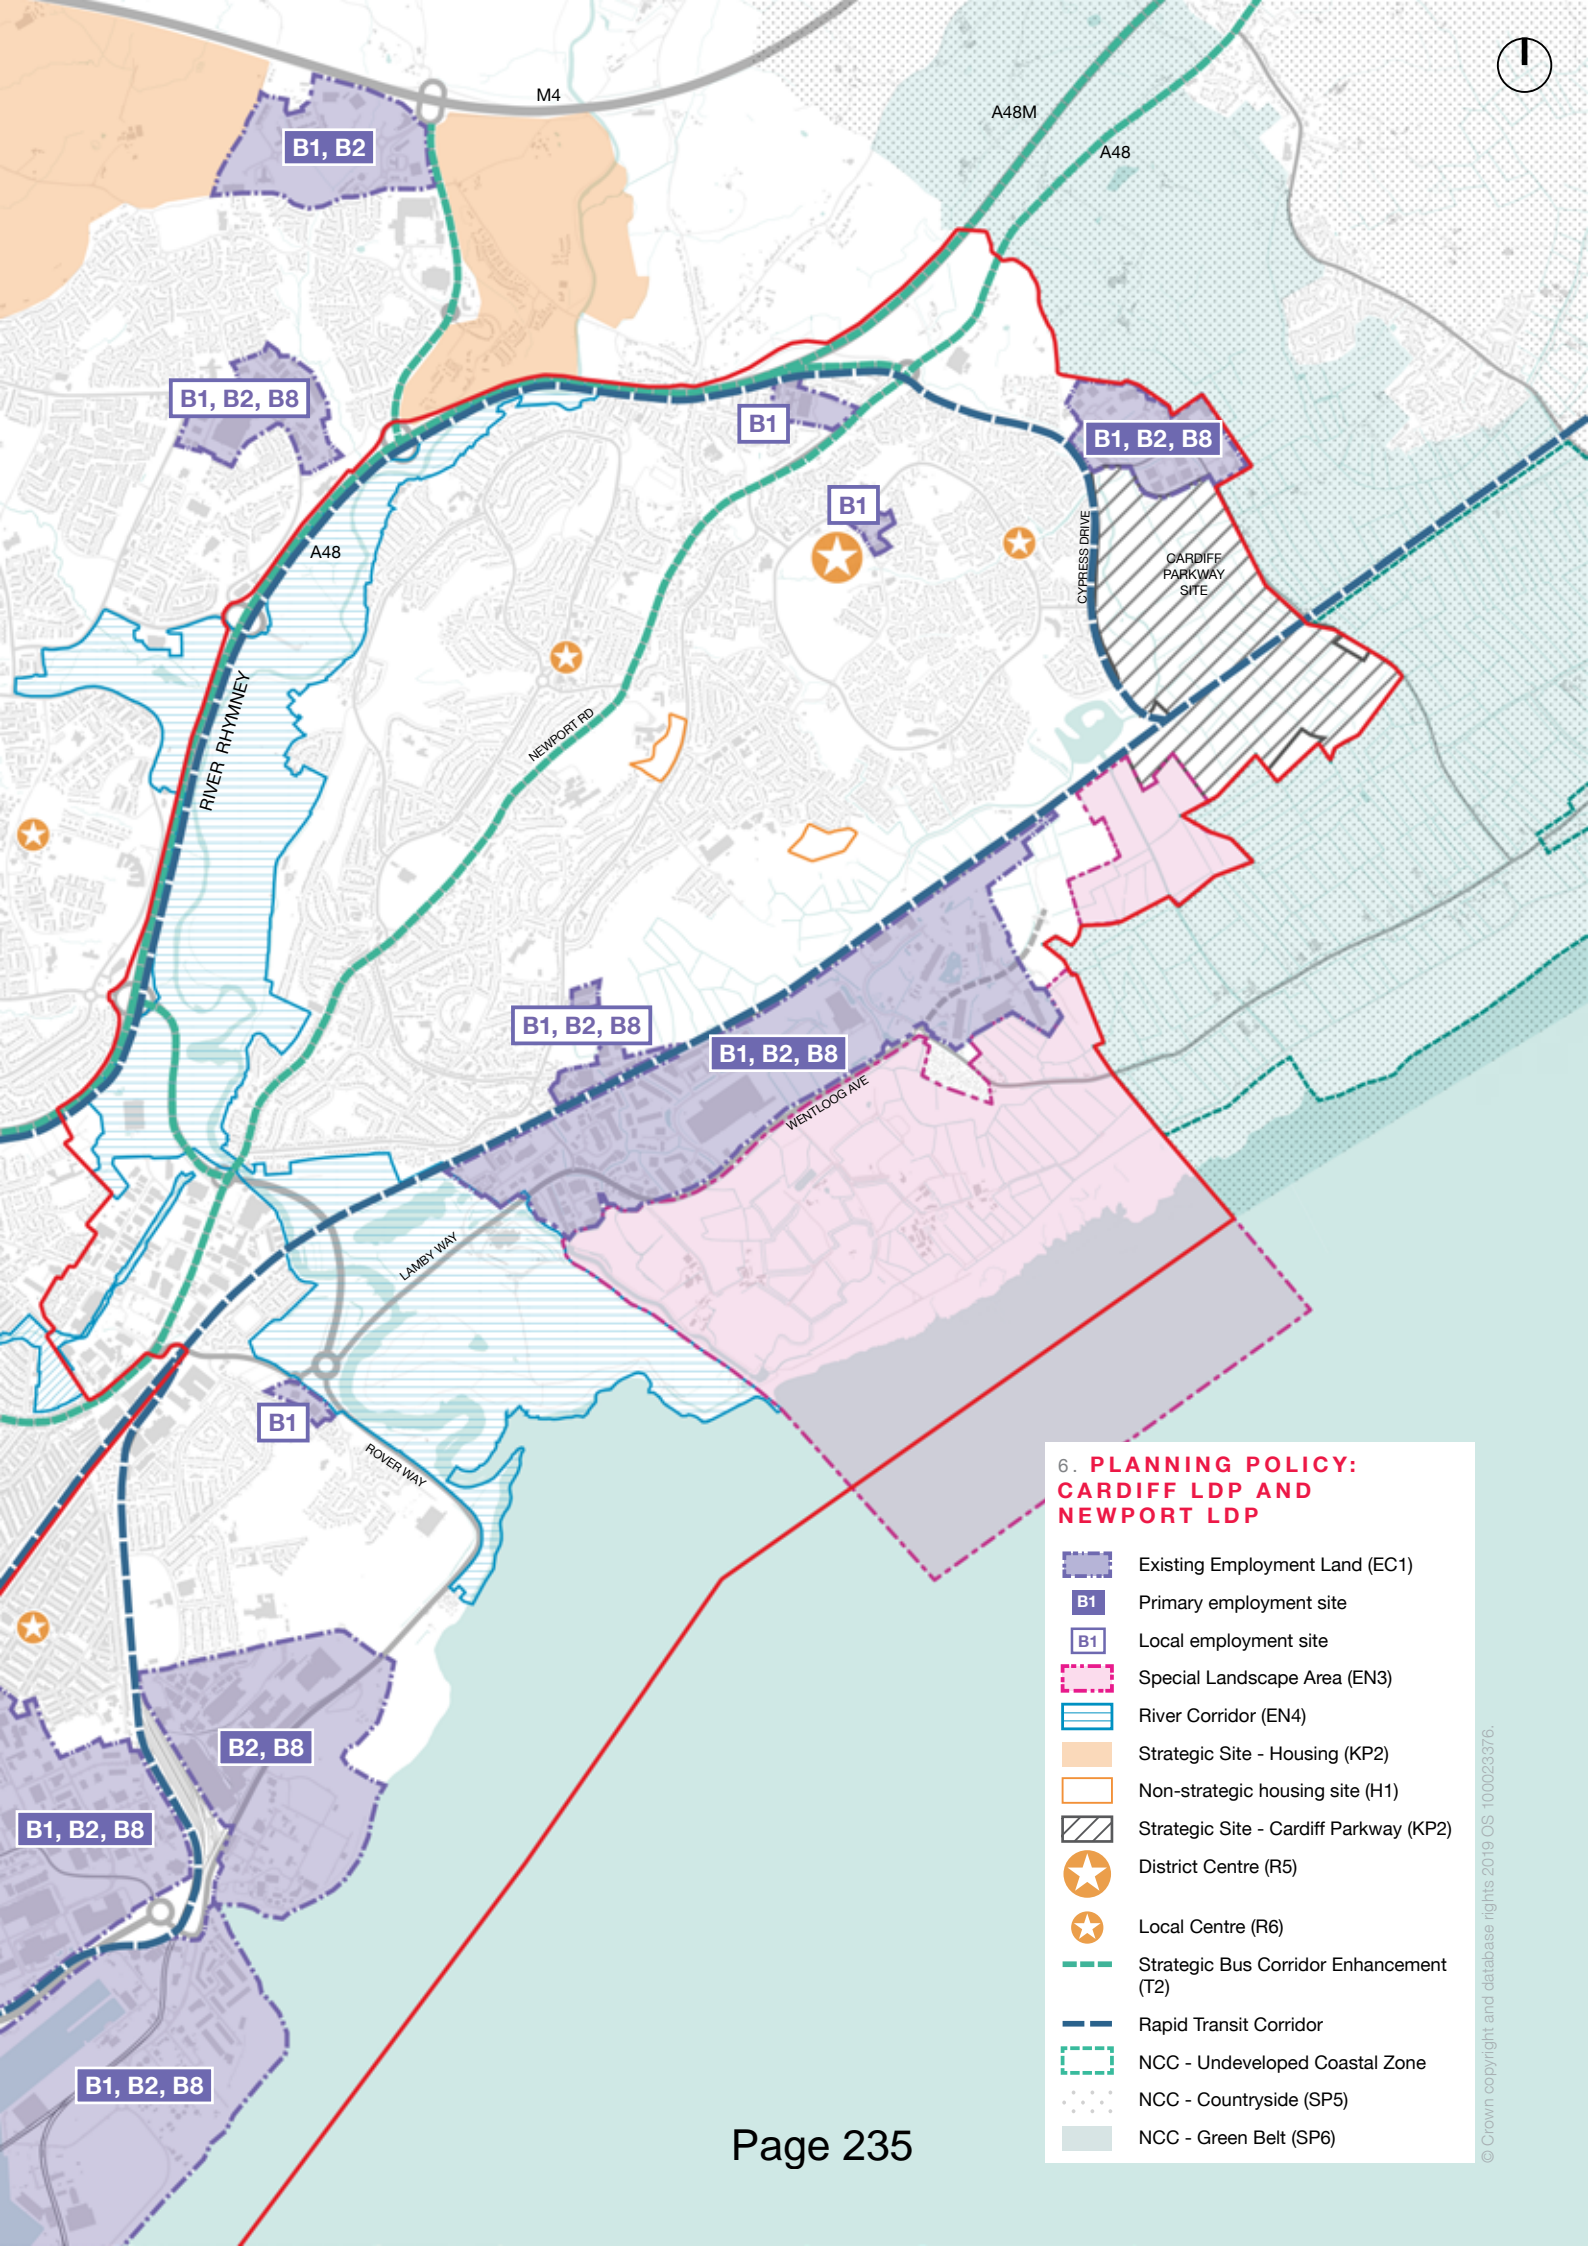 M4
A48M
A48
B1, B2
B1, B2, B8
B1
B1, B2, B8
B1
CYPRESS DRIVE
CARDIFF
PARKWAY
SITE
A48
RIVER RHYMNEY
NEWPORT RD
B1, B2, B8
B1, B2, B8
WENTLOOG AVE
LAMBY WAY
B1
ROVER WAY
B2, B8
B1, B2, B8
B1, B2, B8
6. PLANNING POLICY:
CARDIFF LDP AND
NEWPORT LDP
Existing Employment Land (EC1)
B1 Primary employment site
B1 Local employment site
Special Landscape Area (EN3)
River Corridor (EN4)
Strategic Site - Housing (KP2)
Non-strategic housing site (H1)
Strategic Site - Cardiff Parkway (KP2)
District Centre (R5)
Local Centre (R6)
Strategic Bus Corridor Enhancement
(T2)
Rapid Transit Corridor
NCC - Undeveloped Coastal Zone
NCC - Countryside (SP5)
NCC - Green Belt (SP6)
© Crown copyright and database rights 2019 OS 100023376.
Page 235